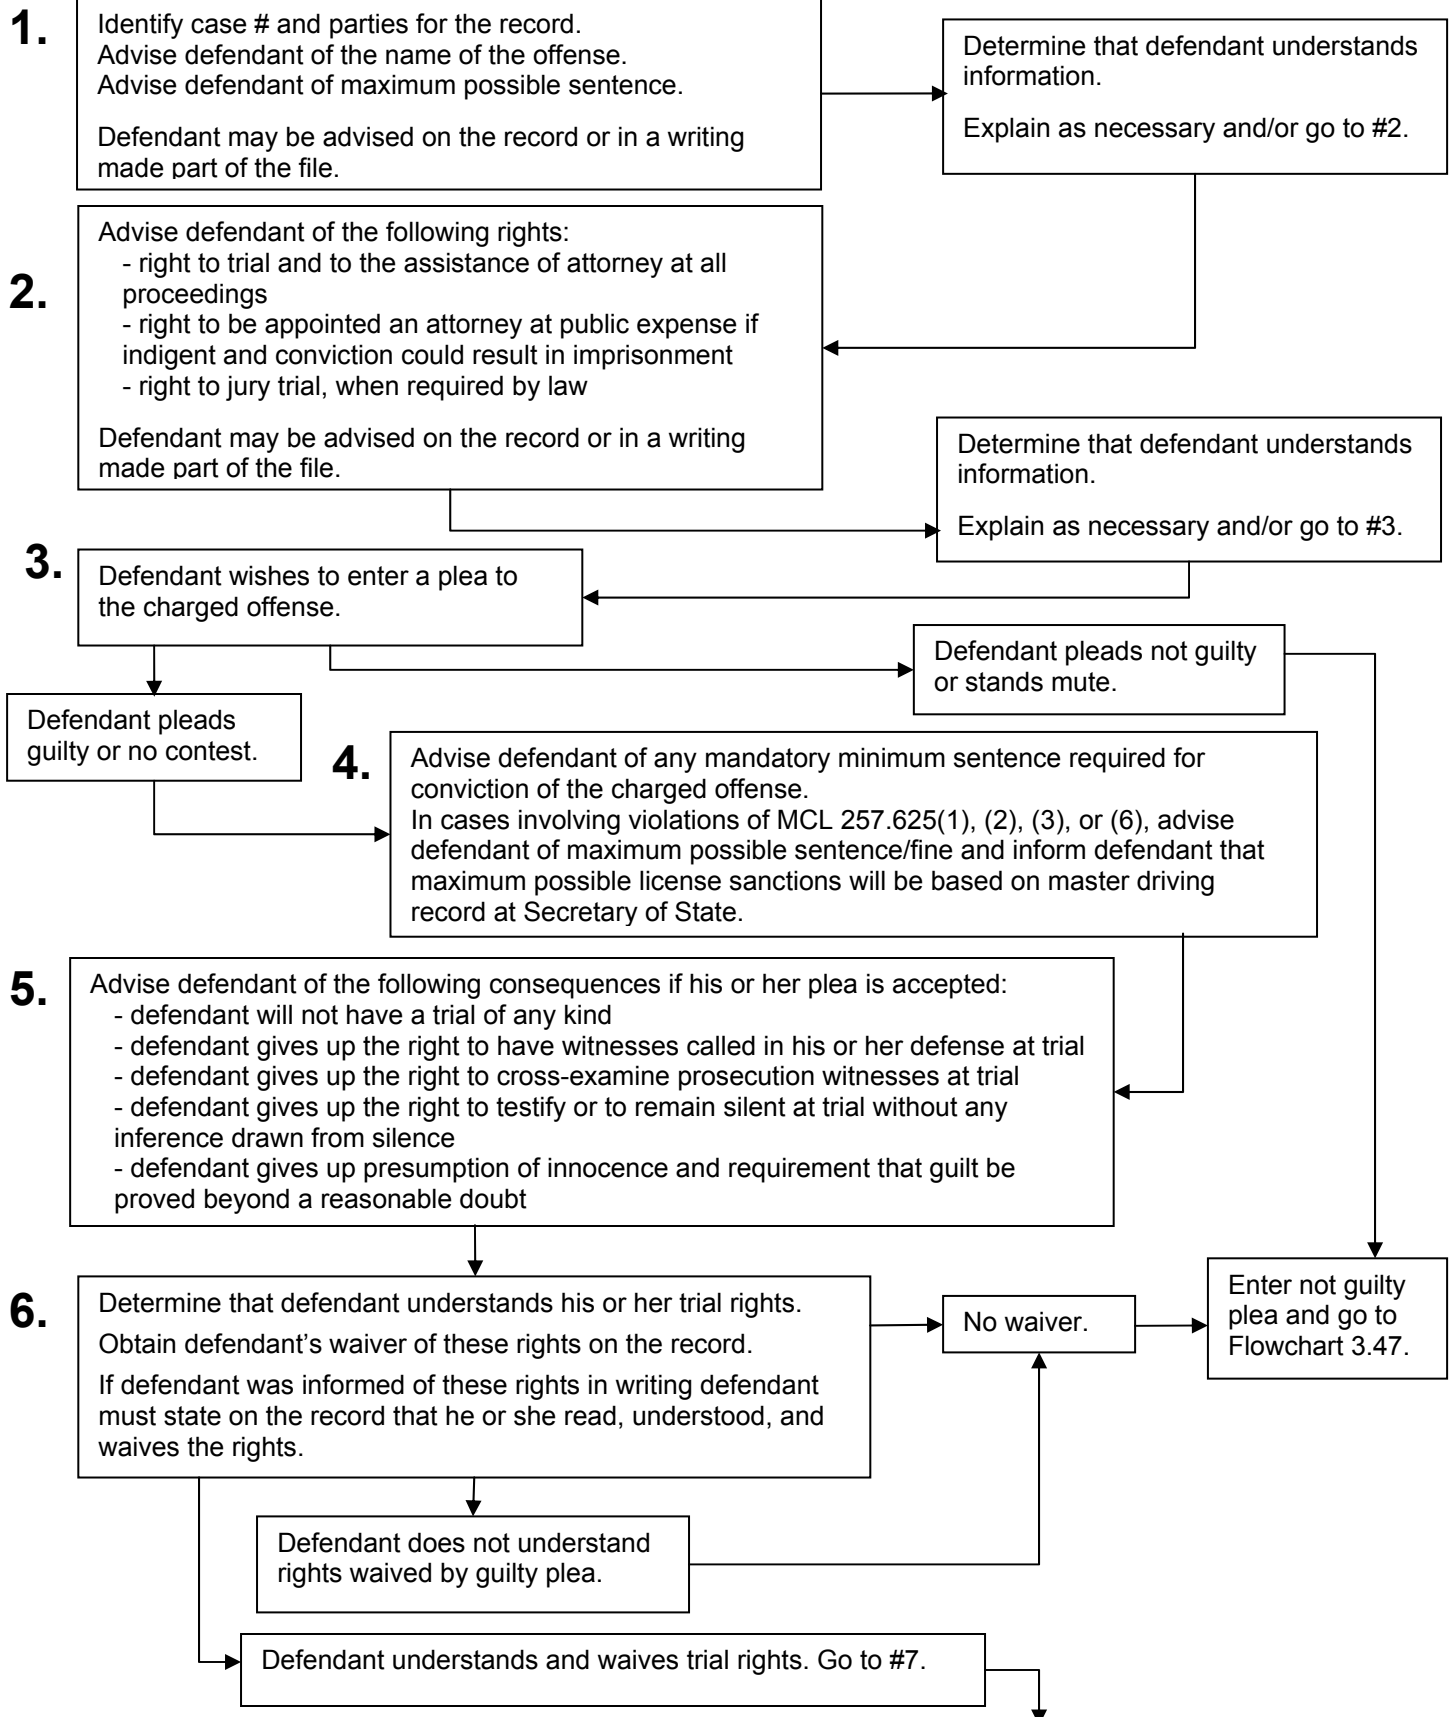 1.
Identify case # and parties for the record.
Advise defendant of the name of the offense.
Advise defendant of maximum possible sentence.
Defendant may be advised on the record or in a writing
made part of the file.
Determine that defendant understands
information.
Explain as necessary and/or go to #2.
2.
Advise defendant of the following rights:
- right to trial and to the assistance of attorney at all
proceedings
- right to be appointed an attorney at public expense if
indigent and conviction could result in imprisonment
- right to jury trial, when required by law
Defendant may be advised on the record or in a writing
made part of the file.
Determine that defendant understands
information.
Explain as necessary and/or go to #3.
3.
Defendant wishes to enter a plea to
the charged offense.
Defendant pleads not guilty
or stands mute.
Defendant pleads
guilty or no contest.
4.
Advise defendant of any mandatory minimum sentence required for
conviction of the charged offense.
In cases involving violations of MCL 257.625(1), (2), (3), or (6), advise
defendant of maximum possible sentence/fine and inform defendant that
maximum possible license sanctions will be based on master driving
record at Secretary of State.
5.
Advise defendant of the following consequences if his or her plea is accepted:
- defendant will not have a trial of any kind
- defendant gives up the right to have witnesses called in his or her defense at trial
- defendant gives up the right to cross-examine prosecution witnesses at trial
- defendant gives up the right to testify or to remain silent at trial without any
inference drawn from silence
- defendant gives up presumption of innocence and requirement that guilt be
proved beyond a reasonable doubt
6.
Determine that defendant understands his or her trial rights.
Obtain defendant's waiver of these rights on the record.
If defendant was informed of these rights in writing defendant
must state on the record that he or she read, understood, and
waives the rights.
No waiver.
Enter not guilty
plea and go to
Flowchart 3.47.
Defendant does not understand
rights waived by guilty plea.
Defendant understands and waives trial rights. Go to #7.